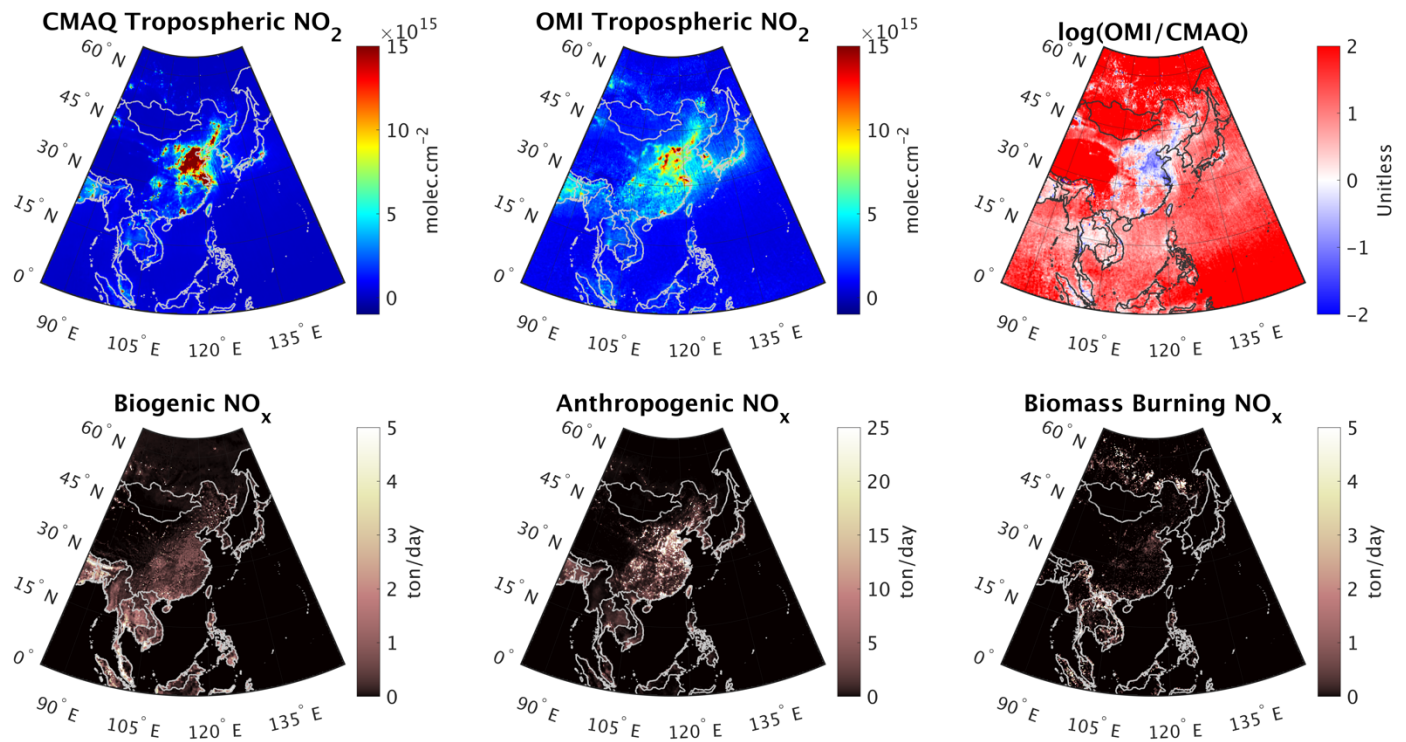 CMAQ Tropospheric NO2
×10^15
60°N
45°N
30°N
15°N
0°
90°E
105°E
120°E
135°E
15
10
5
0
molec.cm^-2
OMI Tropospheric NO2
×10^15
60°N
45°N
30°N
15°N
0°
90°E
105°E
120°E
135°E
15
10
5
0
molec.cm^-2
log(OMI/CMAQ)
60°N
45°N
30°N
15°N
0°
90°E
105°E
120°E
135°E
2
1
0
-1
-2
Unitless
Biogenic NOx
60°N
45°N
30°N
15°N
0°
90°E
105°E
120°E
135°E
5
4
3
2
1
0
ton/day
Anthropogenic NOx
60°N
45°N
30°N
15°N
0°
90°E
105°E
120°E
135°E
25
20
15
10
5
0
ton/day
Biomass Burning NOx
60°N
45°N
30°N
15°N
0°
90°E
105°E
120°E
135°E
5
4
3
2
1
0
ton/day